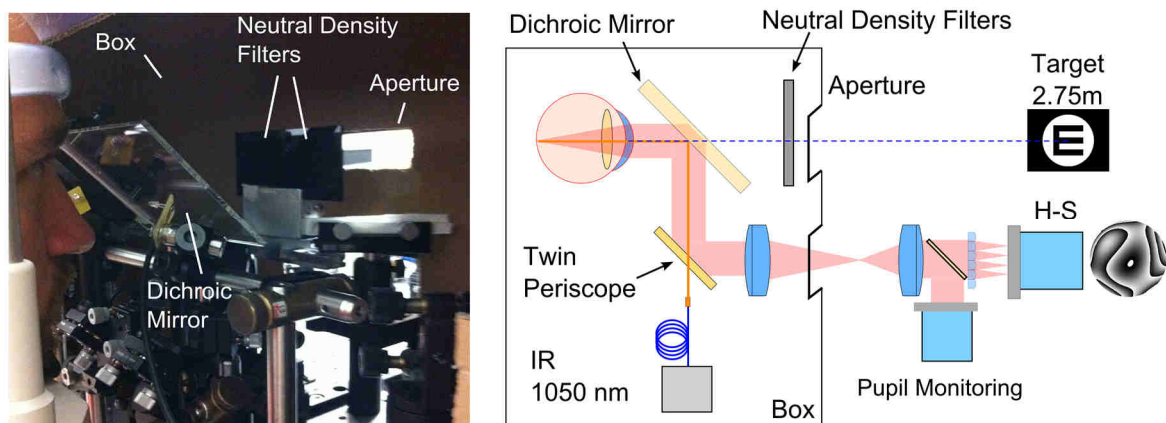 Box
Neutral Density
Filters
Aperture
Dichroic
Mirror
Dichroic Mirror
Neutral Density Filters
Aperture
Target
2.75m
E
H-S
Twin
Periscope
IR
1050 nm
Box
Pupil Monitoring